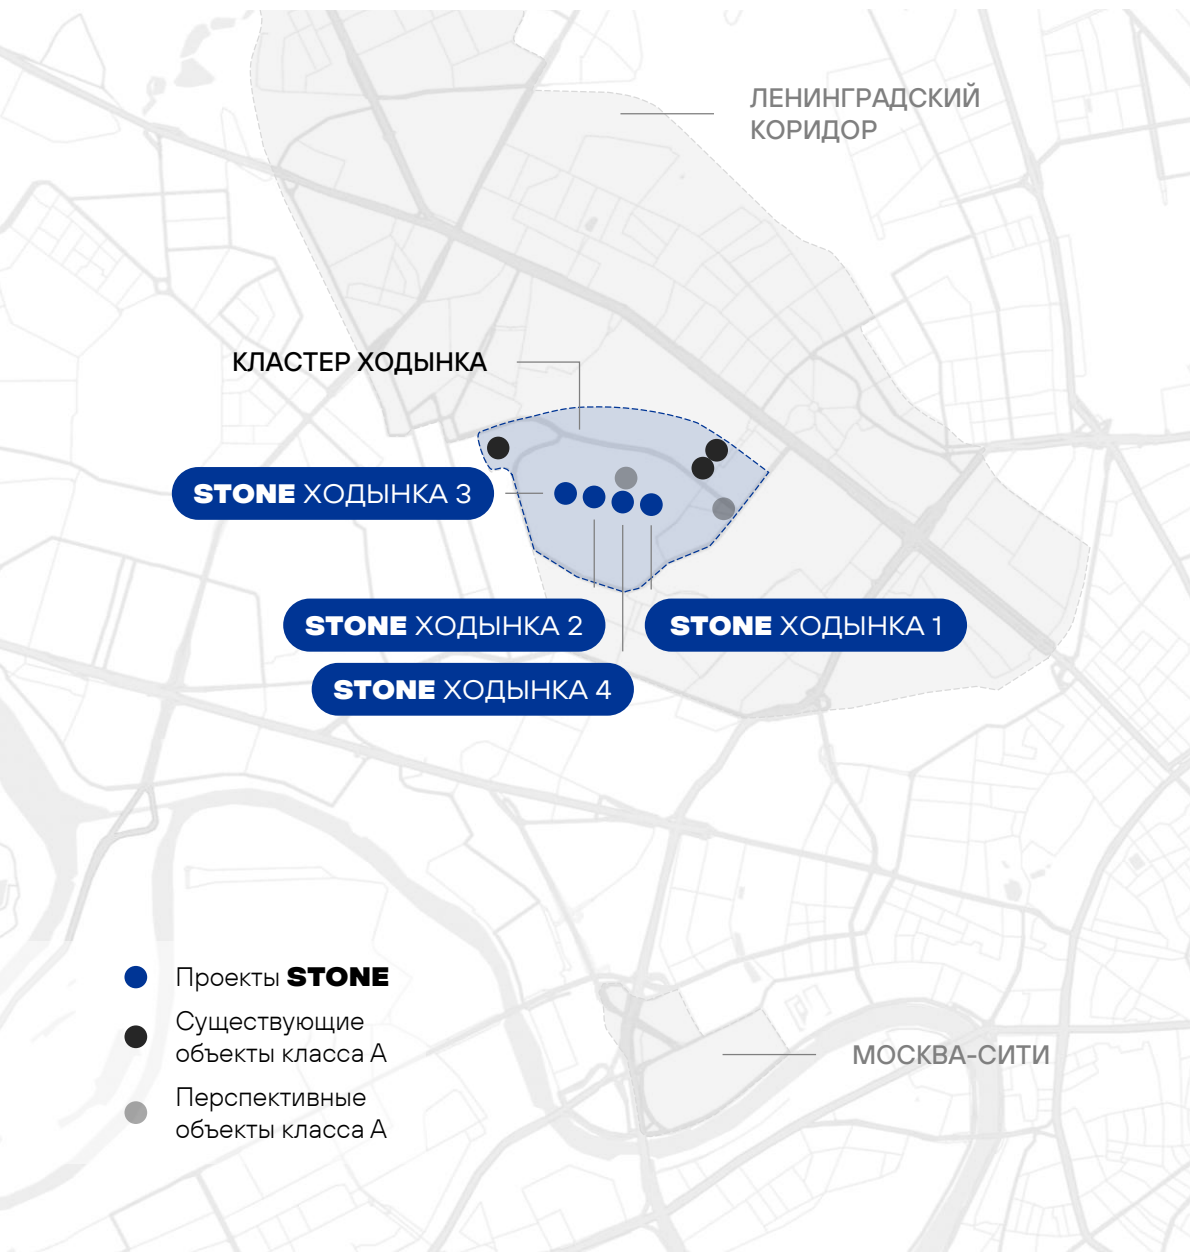 ЛЕНИНГРАДСКИЙ
КОРИДОР
КЛАСТЕР ХОДЫНКА
STONE ХОДЫНКА 3
STONE ХОДЫНКА 2
STONE ХОДЫНКА 1
STONE ХОДЫНКА 4
Проекты STONE
Существующие
объекты класса А
Перспективные
объекты класса А
МОСКВА-СИТИ